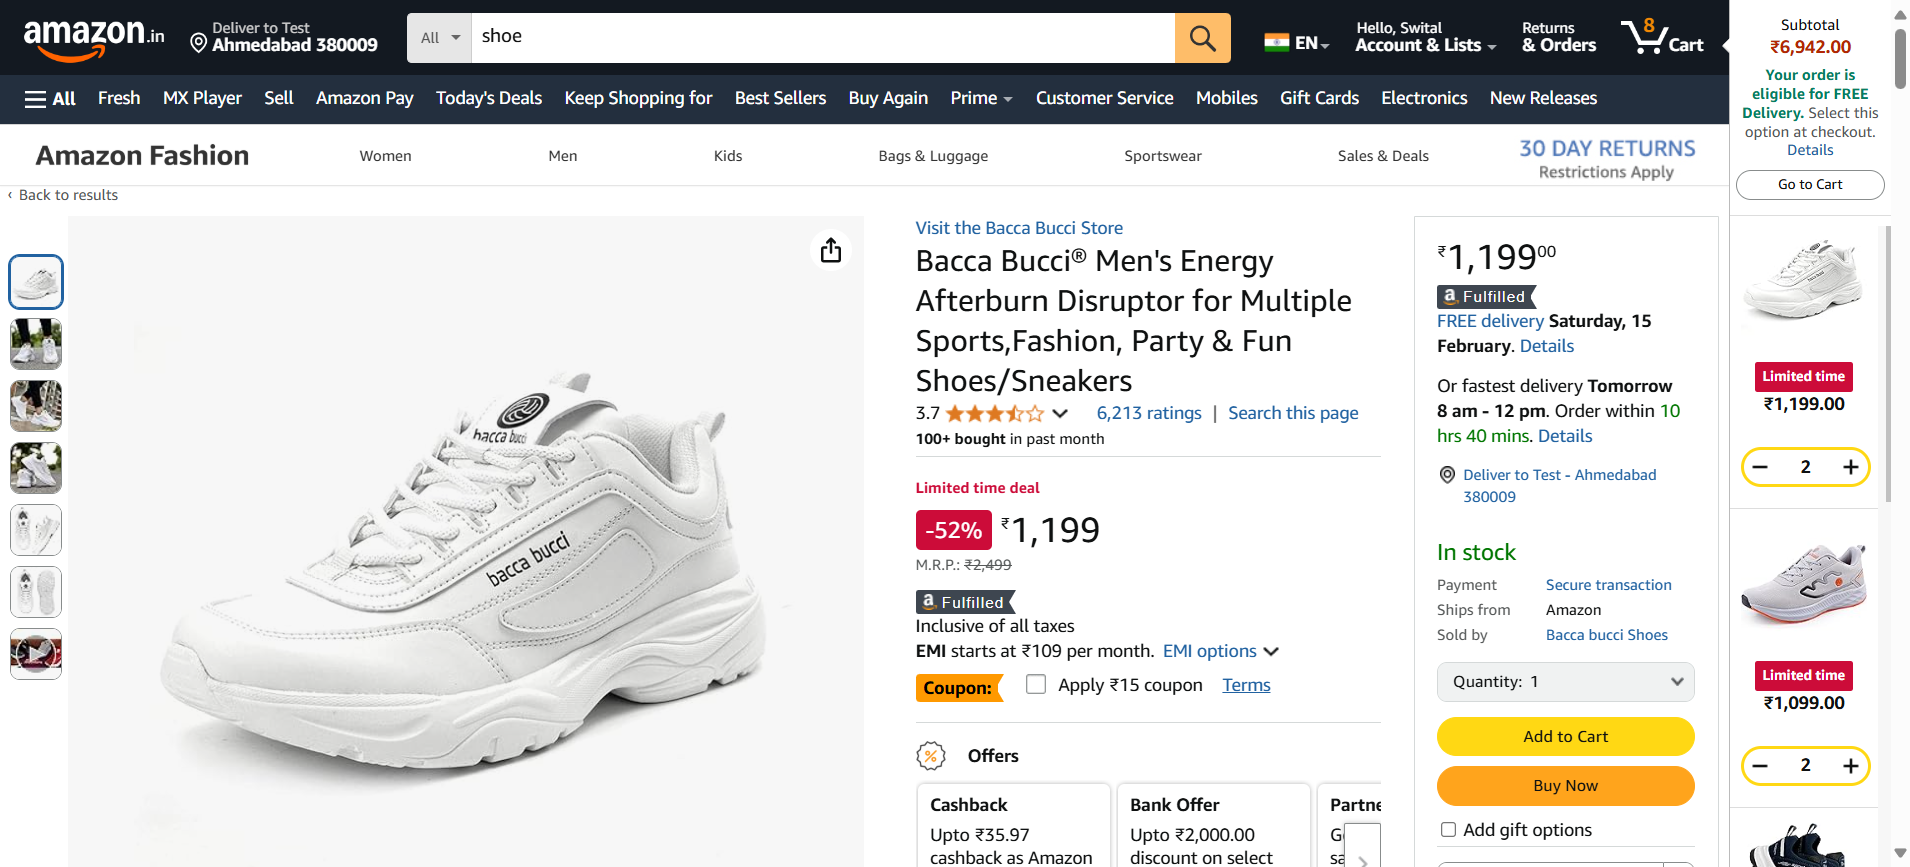 amazon.in
Deliver to Test
Ahmedabad 380009
All
shoe
EN
Hello, Swital
Account & Lists
Returns
& Orders
8
Cart
All
Fresh
MX Player
Sell
Amazon Pay
Today's Deals
Keep Shopping for
Best Sellers
Buy Again
Prime
Customer Service
Mobiles
Gift Cards
Electronics
New Releases
Amazon Fashion
Women
Men
Kids
Bags & Luggage
Sportswear
Sales & Deals
30 DAY RETURNS
Restrictions Apply
‹ Back to results
bacca bucci
bacca bucci
Visit the Bacca Bucci Store
Bacca Bucci® Men's Energy
Afterburn Disruptor for Multiple
Sports,Fashion, Party & Fun
Shoes/Sneakers
3.7
6,213 ratings | Search this page
100+ bought in past month
Limited time deal
-52% ₹1,199
M.R.P.: ₹2,499
a Fulfilled
Inclusive of all taxes
EMI starts at ₹109 per month. EMI options
Coupon: Apply ₹15 coupon Terms
% Offers
Cashback
Upto ₹35.97
cashback as Amazon
Bank Offer
Upto ₹2,000.00
discount on select
₹1,19900
a Fulfilled
FREE delivery Saturday, 15
February. Details
Or fastest delivery Tomorrow
8 am - 12 pm. Order within 10
hrs 40 mins. Details
Deliver to Test - Ahmedabad
380009
In stock
Payment Secure transaction
Ships from Amazon
Sold by Bacca bucci Shoes
Quantity: 1
Add to Cart
Buy Now
Add gift options
Subtotal
₹6,942.00
Your order is
eligible for FREE
Delivery. Select this
option at checkout.
Details
Go to Cart
Limited time
₹1,199.00
− 2 +
Limited time
₹1,099.00
− 2 +